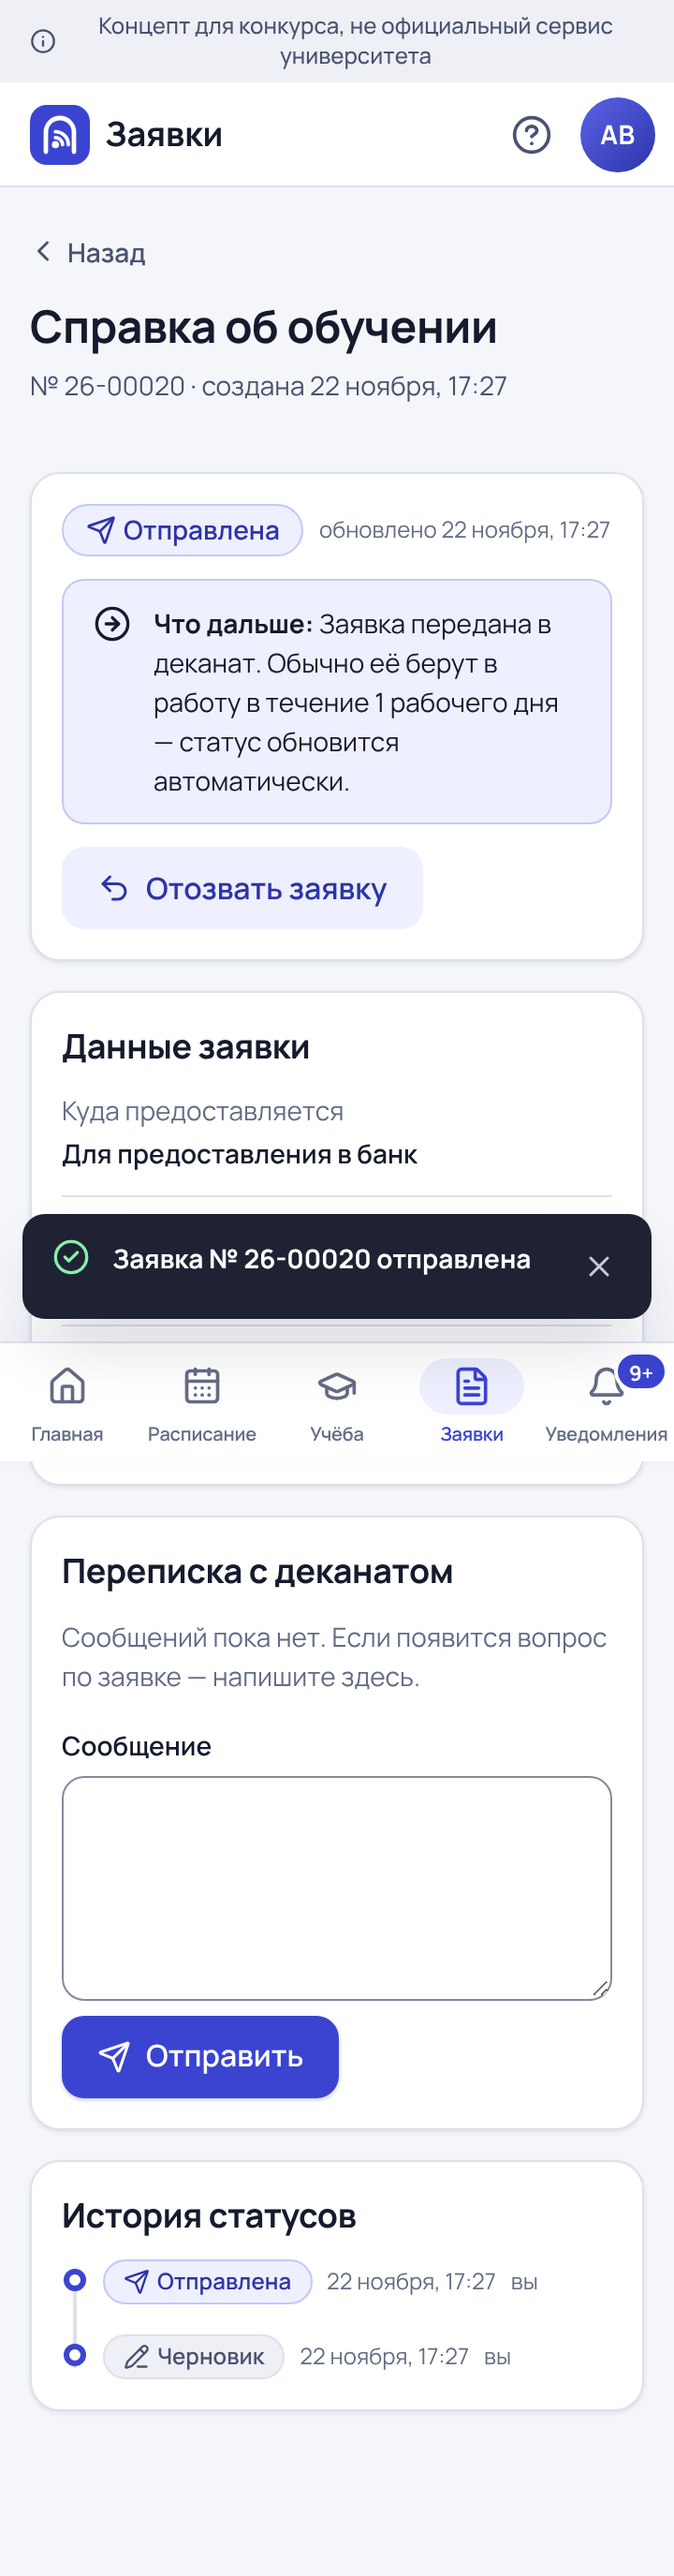 Концепт для конкурса, не официальный сервис
университета
Заявки
АВ
Назад
Справка об обучении
№ 26-00020 · создана 22 ноября, 17:27
Отправлена
обновлено 22 ноября, 17:27
Что дальше: Заявка передана в
деканат. Обычно её берут в
работу в течение 1 рабочего дня
— статус обновится
автоматически.
Отозвать заявку
Данные заявки
Куда предоставляется
Для предоставления в банк
Заявка № 26-00020 отправлена
9+
Главная
Расписание
Учёба
Заявки
Уведомления
Переписка с деканатом
Сообщений пока нет. Если появится вопрос
по заявке — напишите здесь.
Сообщение
Отправить
История статусов
Отправлена 22 ноября, 17:27 вы
Черновик 22 ноября, 17:27 вы